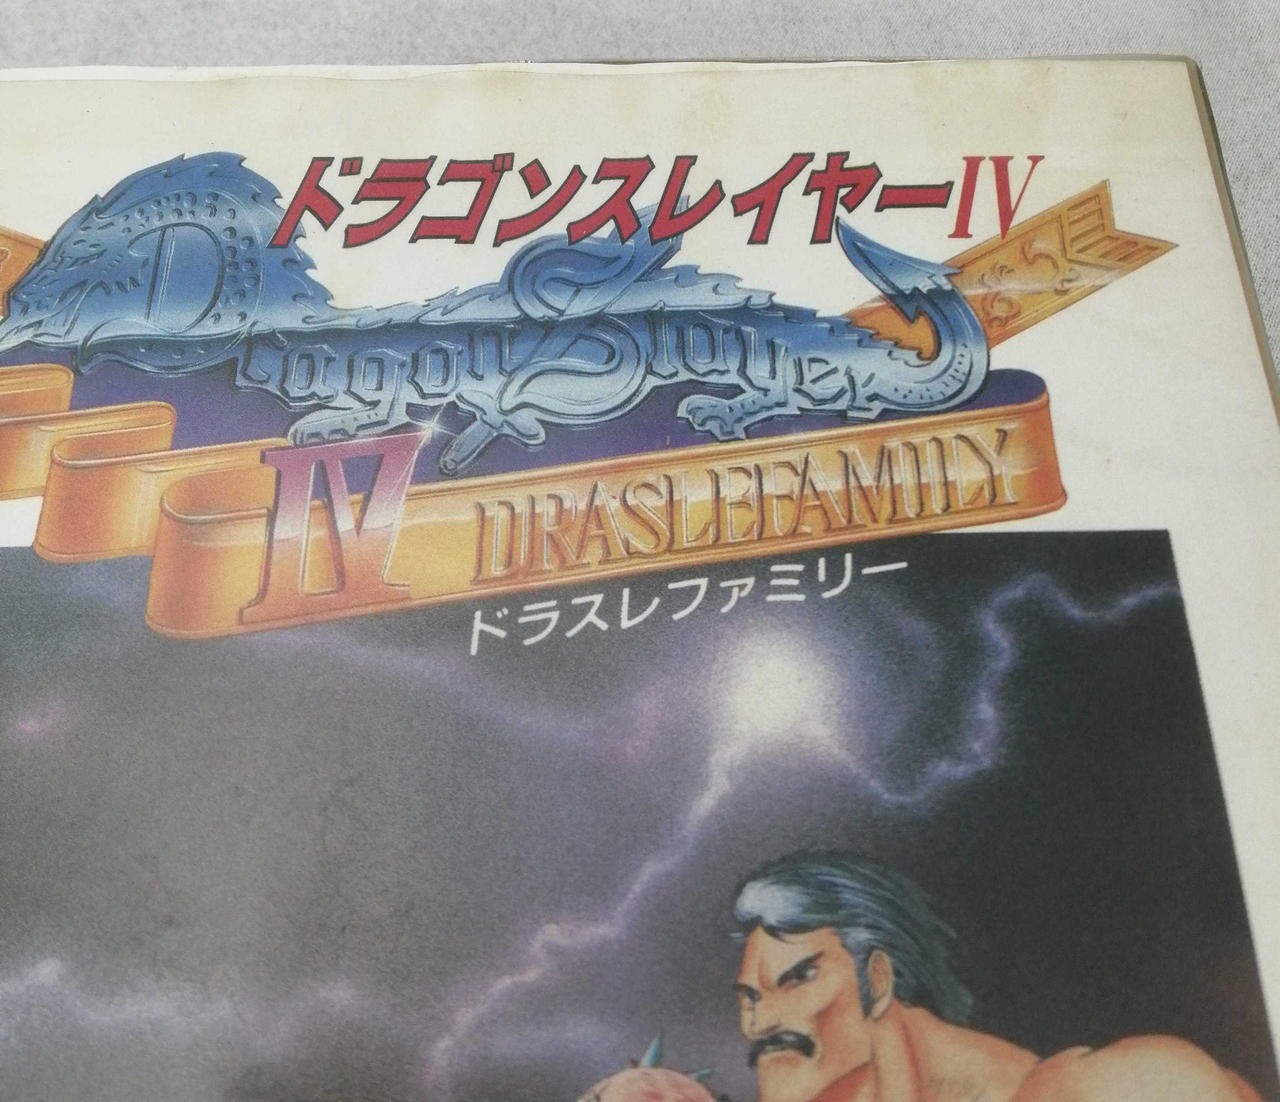 ドラゴンスレイヤーIV
Dragon Slayer
IV DRASLEFAMILY
ドラスレファミリー